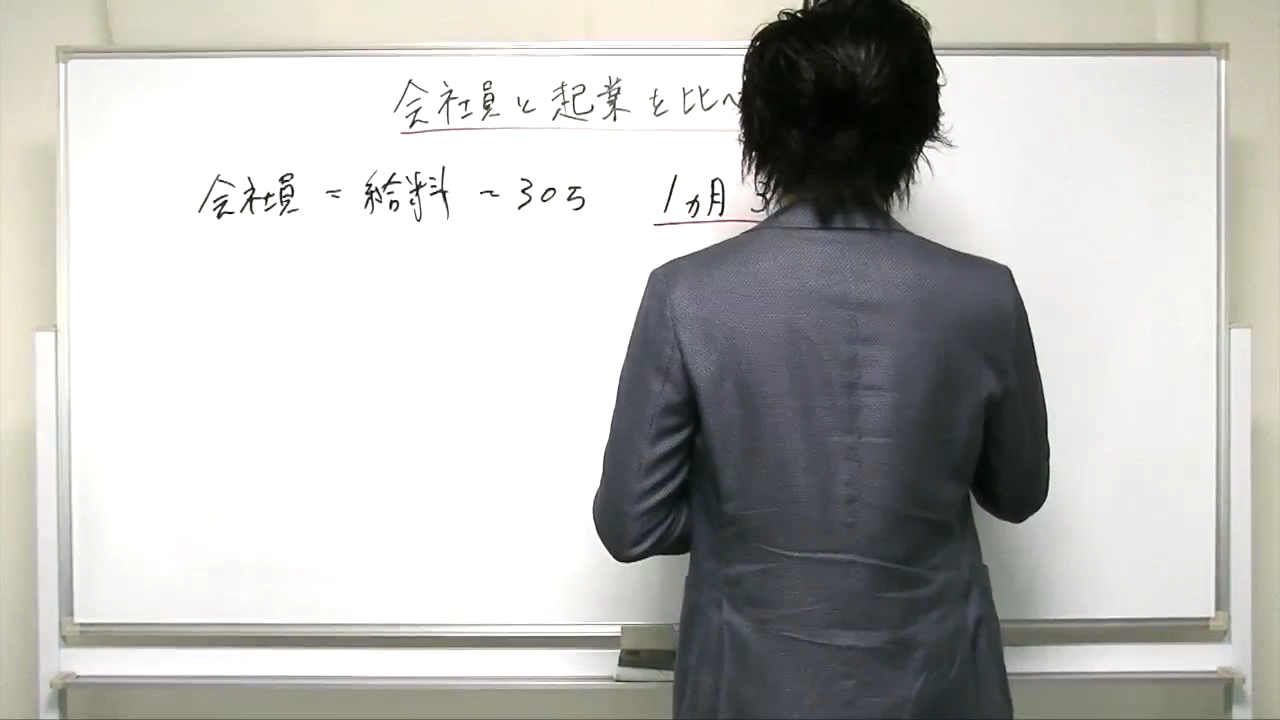 会社員と起業を比べ
会社員 = 給料 ~30万 1ヵ月